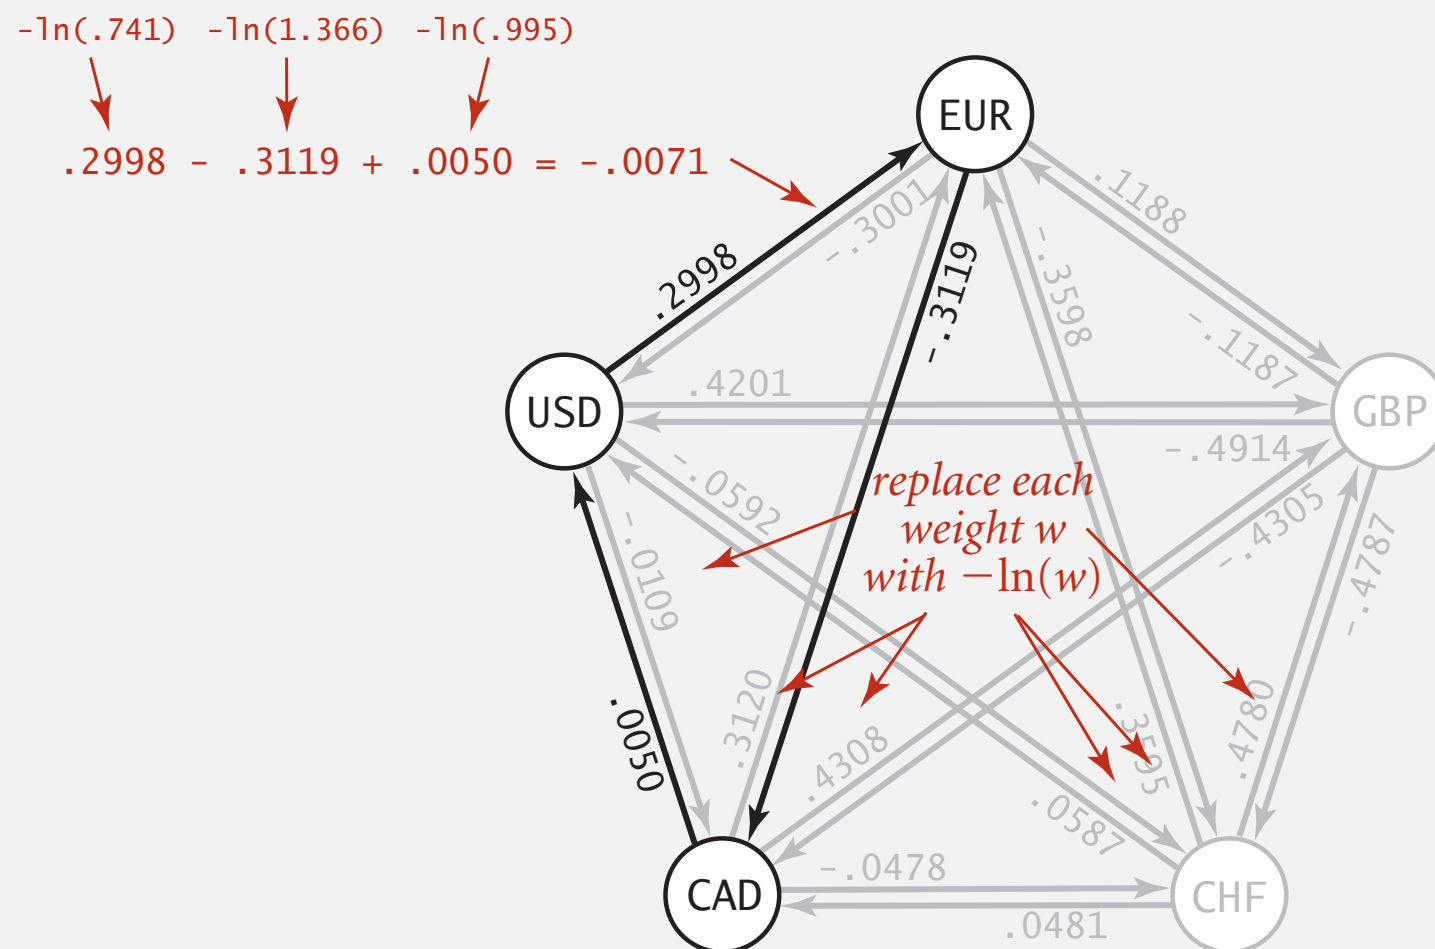 -ln(.741) -ln(1.366) -ln(.995)
.2998 - .3119 + .0050 = -.0071
EUR
.1188
-.3001
.2998
-.3119
-.3598
-.1187
USD
.4201
GBP
-.4914
-.0592
replace each
weight w
with −ln(w)
-.4305
-.0109
-.4787
.3120
.0050
.4308
.3595
.4780
.0587
CAD
-.0478
CHF
.0481